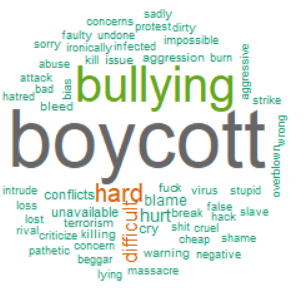 sadly
concerns protest dirty
faulty undone
sorry ironically infected impossible
kill issue aggression burn
abuse
attack bias bullying aggressive
hatred bad
bleed strike
boycott
overblown wrong
intrude conflicts hard fuck virus stupid
loss blame
unavailable difficult hurt break false slave
lost terrorism hack
rival criticize killing cry shit cruel
pathetic concern cheap shame
beggar warning negative
lying massacre